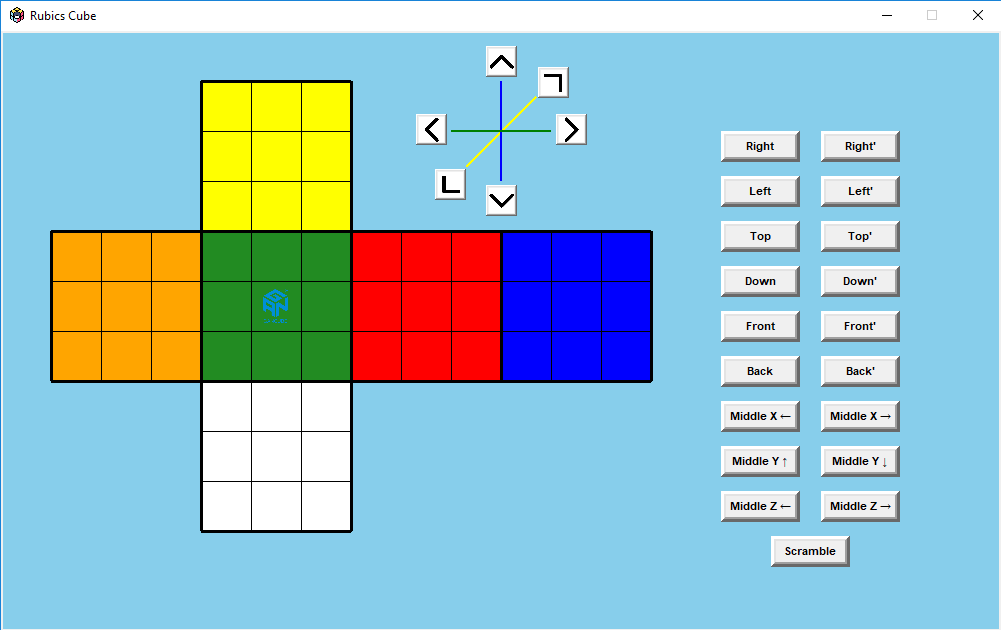 Rubics Cube
Right Right'
Left Left'
Top Top'
Down Down'
Front Front'
Back Back'
Middle X ← Middle X →
Middle Y ↑ Middle Y ↓
Middle Z ← Middle Z →
Scramble